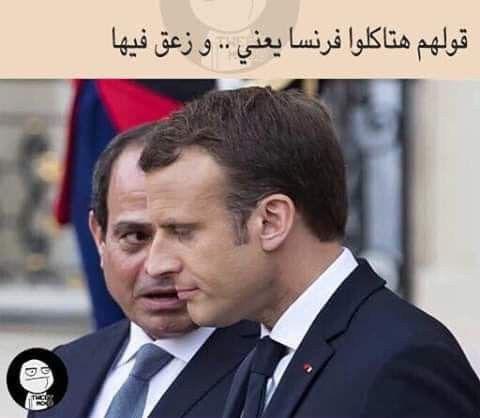 قولهم هتاكلوا فرنسا يعني .. و زعق فيها